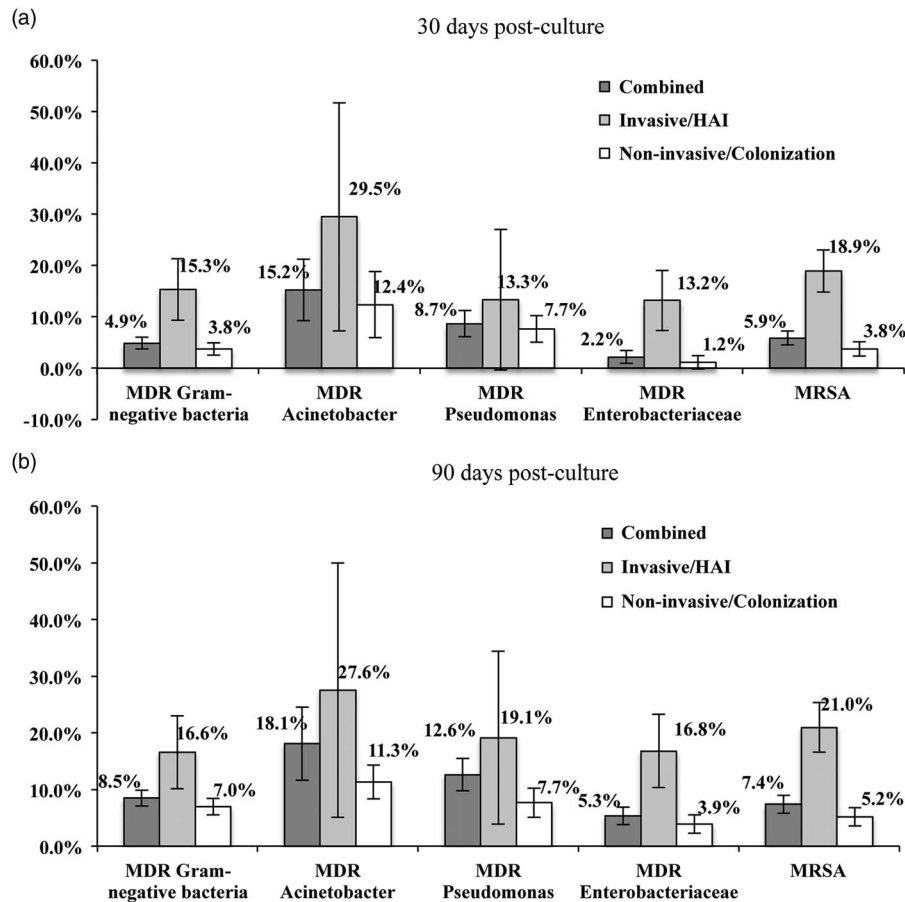 (a)
30 days post-culture
60.0%
50.0%
40.0%
30.0%
20.0%
10.0%
0.0%
-10.0%
Combined
Invasive/HAI
Non-invasive/Colonization
4.9%
15.3%
3.8%
15.2%
29.5%
12.4%
8.7%
13.3%
7.7%
2.2%
13.2%
1.2%
5.9%
18.9%
3.8%
MDR Gram-
negative bacteria
MDR
Acinetobacter
MDR
Pseudomonas
MDR
Enterobacteriaceae
MRSA
(b)
90 days post-culture
60.0%
50.0%
40.0%
30.0%
20.0%
10.0%
0.0%
Combined
Invasive/HAI
Non-invasive/Colonization
8.5%
16.6%
7.0%
18.1%
27.6%
11.3%
12.6%
19.1%
7.7%
5.3%
16.8%
3.9%
7.4%
21.0%
5.2%
MDR Gram-
negative bacteria
MDR
Acinetobacter
MDR
Pseudomonas
MDR
Enterobacteriaceae
MRSA